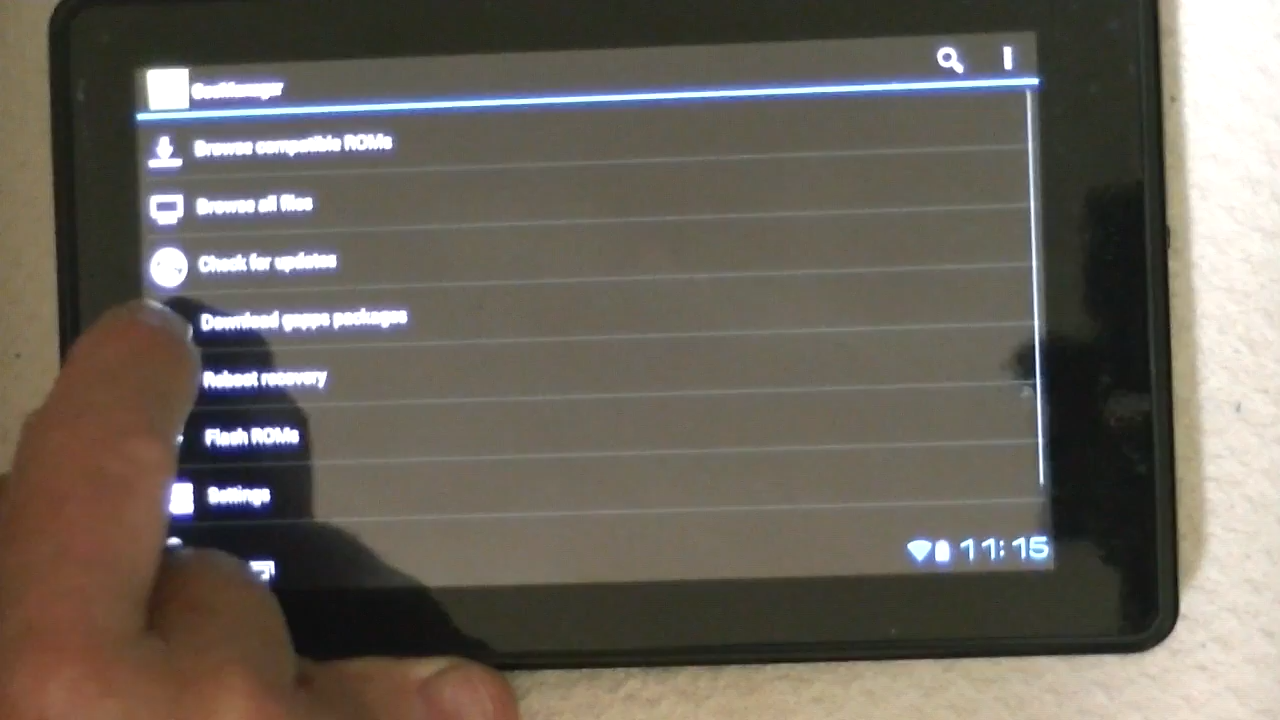 GooManager
Browse compatible ROMs
Browse all files
Check for updates
Download gapps packages
Reboot recovery
Flash ROMs
Settings
11:15